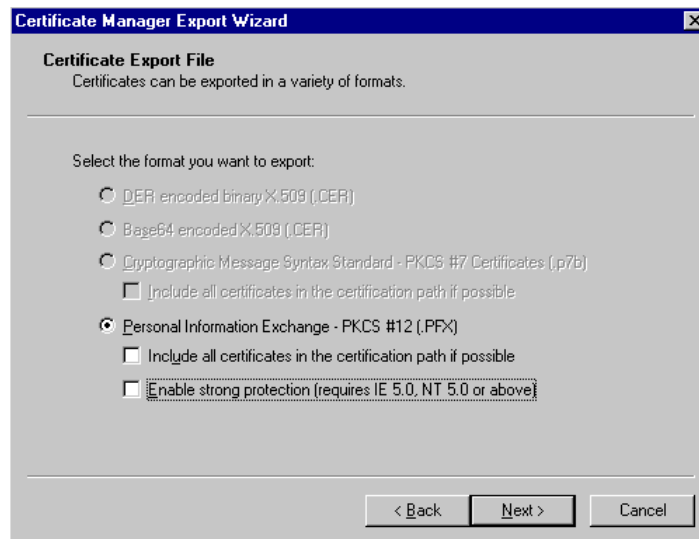 Certificate Manager Export Wizard
Certificate Export File
Certificates can be exported in a variety of formats.
Select the format you want to export:
DER encoded binary X.509 (.CER)
Base64 encoded X.509 (.CER)
Cryptographic Message Syntax Standard - PKCS #7 Certificates (.p7b)
Include all certificates in the certification path if possible
Personal Information Exchange - PKCS #12 (.PFX)
Include all certificates in the certification path if possible
Enable strong protection (requires IE 5.0, NT 5.0 or above)
< Back Next > Cancel